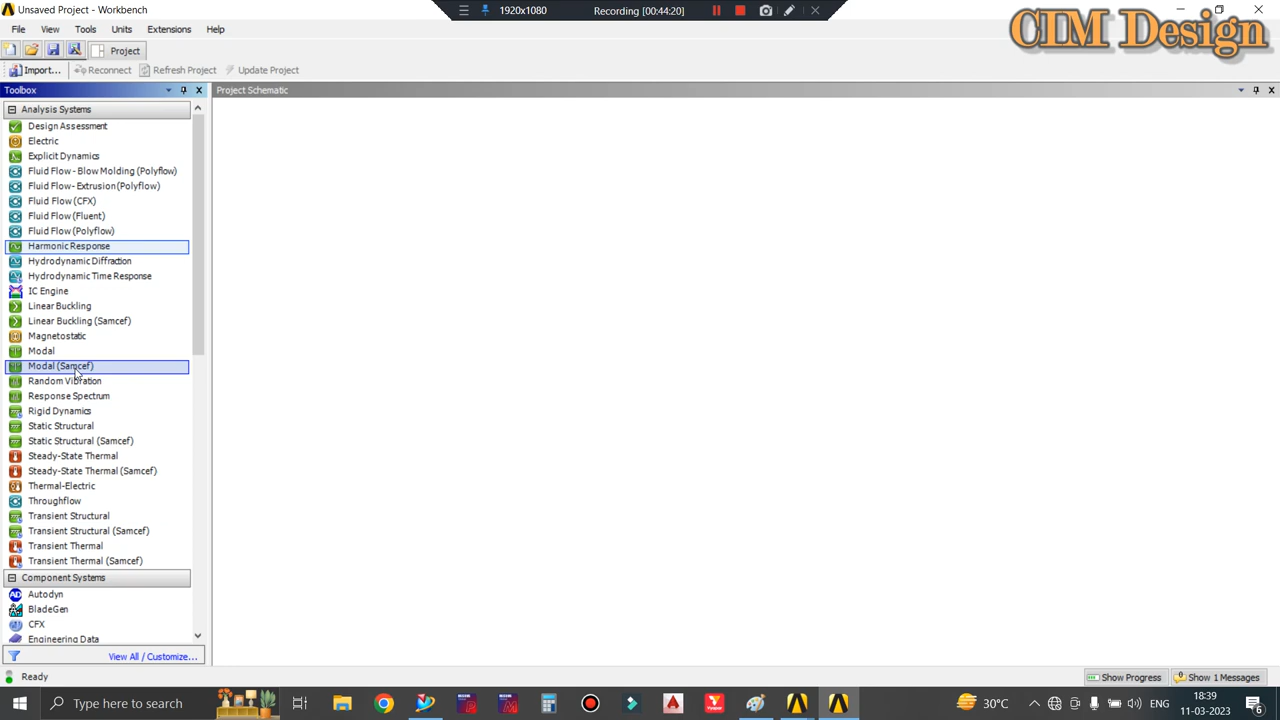 Unsaved Project - Workbench
1920x1080
Recording [00:44:20]
CIM Design
File View Tools Units Extensions Help
Project
Import... Reconnect Refresh Project Update Project
Toolbox
Project Schematic
Analysis Systems
Design Assessment
Electric
Explicit Dynamics
Fluid Flow - Blow Molding (Polyflow)
Fluid Flow- Extrusion(Polyflow)
Fluid Flow (CFX)
Fluid Flow (Fluent)
Fluid Flow (Polyflow)
Harmonic Response
Hydrodynamic Diffraction
Hydrodynamic Time Response
IC Engine
Linear Buckling
Linear Buckling (Samcef)
Magnetostatic
Modal
Modal (Samcef)
Random Vibration
Response Spectrum
Rigid Dynamics
Static Structural
Static Structural (Samcef)
Steady-State Thermal
Steady-State Thermal (Samcef)
Thermal-Electric
Throughflow
Transient Structural
Transient Structural (Samcef)
Transient Thermal
Transient Thermal (Samcef)
Component Systems
Autodyn
BladeGen
CFX
Engineering Data
View All / Customize...
Ready
Show Progress
Show 1 Messages
Type here to search
30°C
ENG
18:39
11-03-2023
6